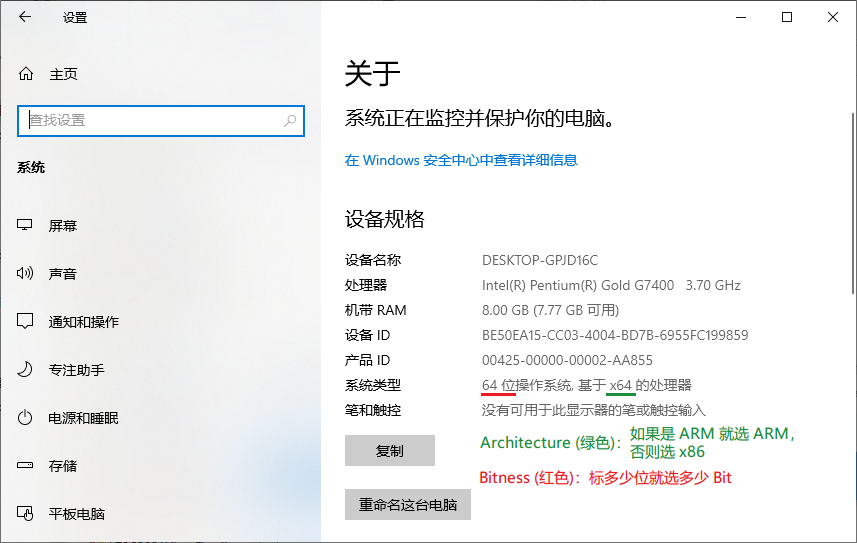 设置
主页
查找设置
系统
屏幕
声音
通知和操作
专注助手
电源和睡眠
存储
平板电脑
关于
系统正在监控并保护你的电脑。
在 Windows 安全中心中查看详细信息
设备规格
设备名称 DESKTOP-GPJD16C
处理器 Intel(R) Pentium(R) Gold G7400 3.70 GHz
机带 RAM 8.00 GB (7.77 GB 可用)
设备 ID BE50EA15-CC03-4004-BD7B-6955FC199859
产品 ID 00425-00000-00002-AA855
系统类型 64 位操作系统, 基于 x64 的处理器
笔和触控 没有可用于此显示器的笔或触控输入
Architecture (绿色)：如果是 ARM 就选 ARM，
否则选 x86
复制
Bitness (红色)：标多少位就选多少 Bit
重命名这台电脑